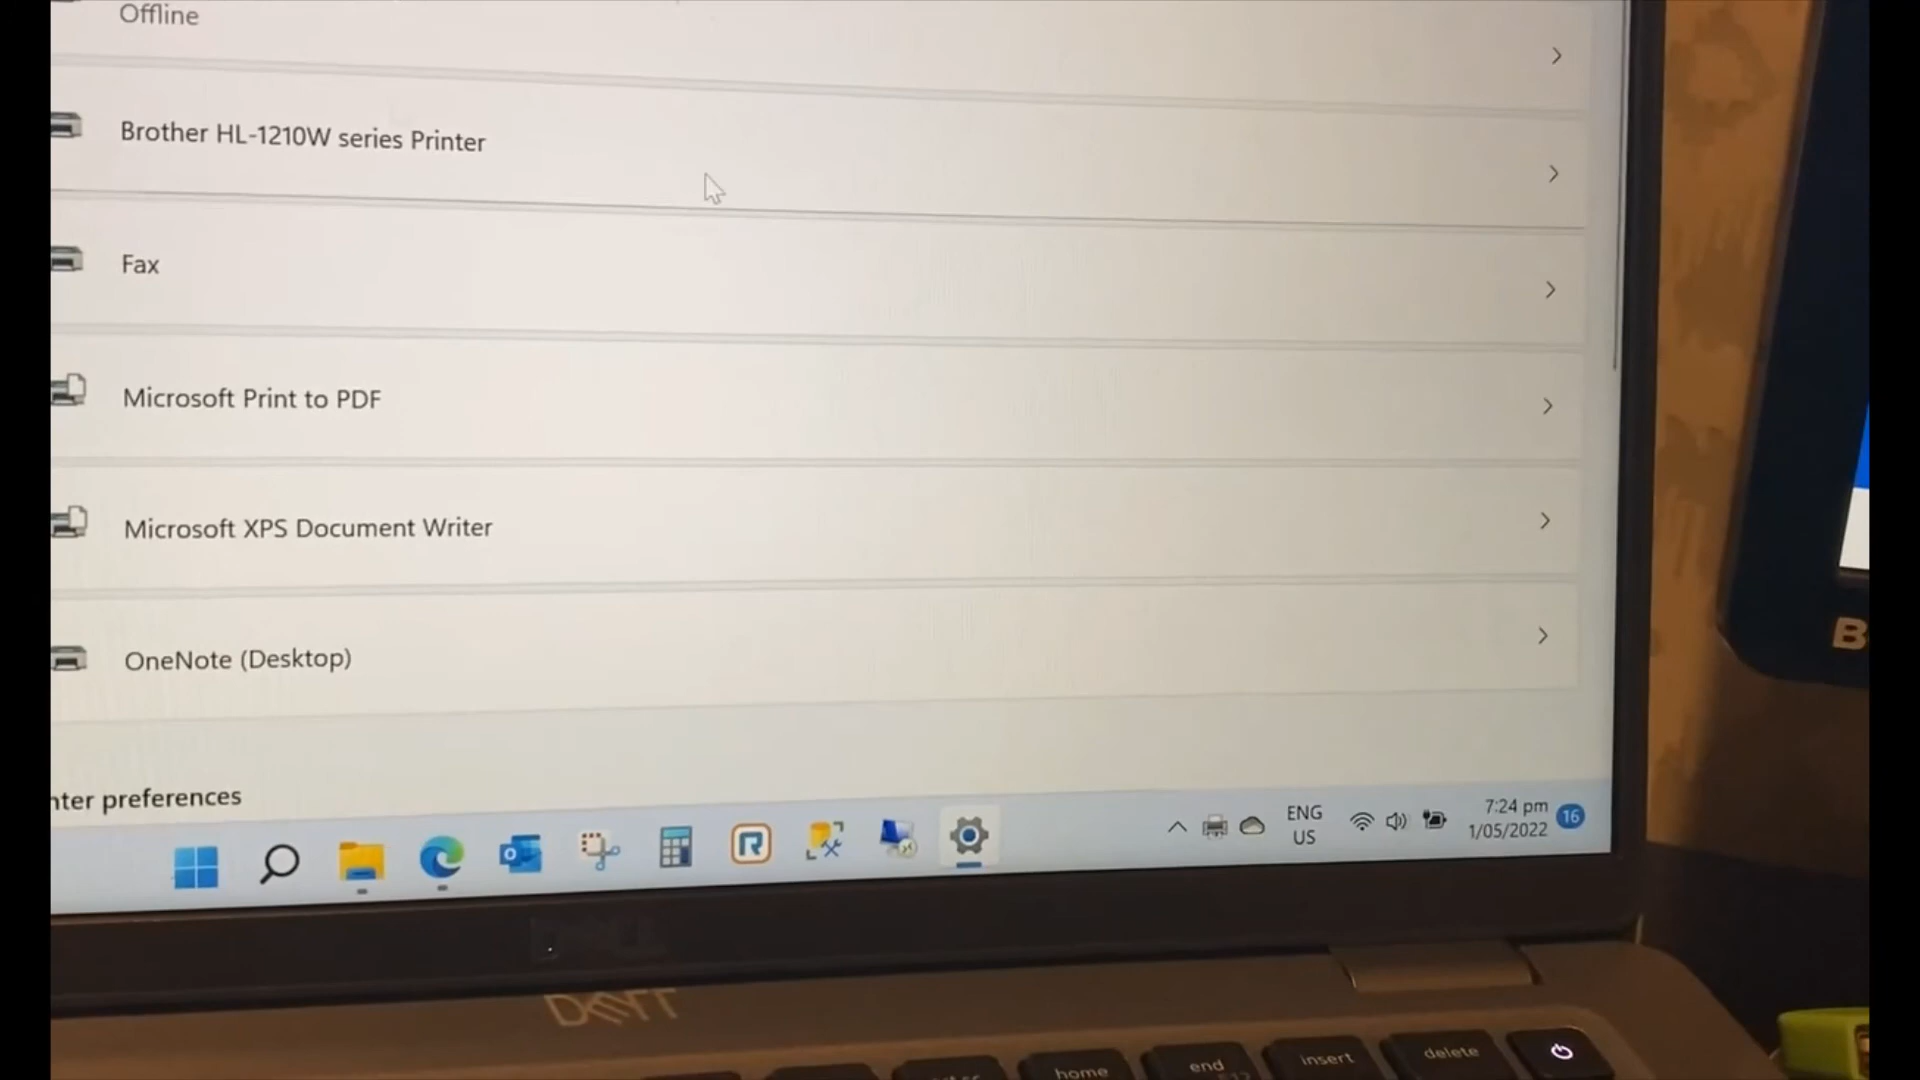 Offline
Brother HL-1210W series Printer
Fax
Microsoft Print to PDF
Microsoft XPS Document Writer
OneNote (Desktop)
nter preferences
ENG
US
7:24 pm
1/05/2022
16
DELL
home
end
insert
delete
B